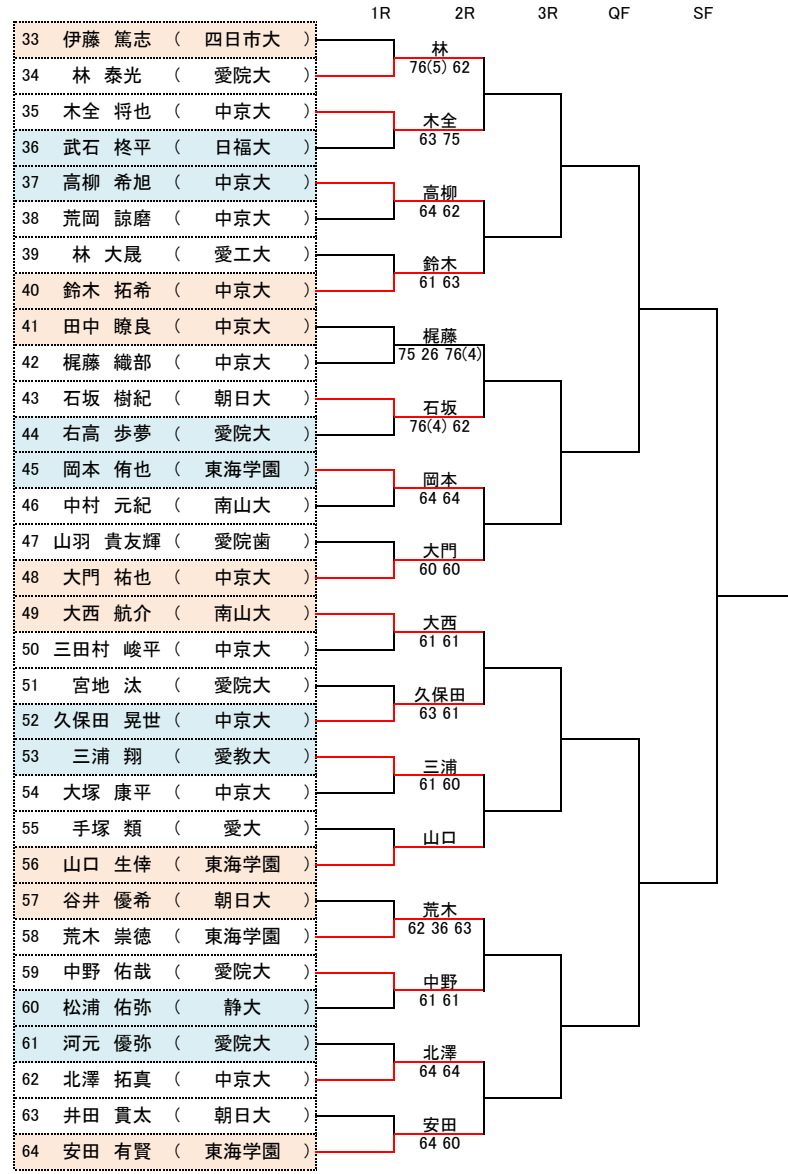 1R 2R 3R QF SF
33 伊藤 篤志 ( 四日市大 )
林
34 林 泰光 ( 愛院大 )
76(5) 62
35 木全 将也 ( 中京大 )
木全
36 武石 柊平 ( 日福大 )
63 75
37 高柳 希旭 ( 中京大 )
高柳
38 荒岡 諒磨 ( 中京大 )
64 62
39 林 大晟 ( 愛工大 )
鈴木
40 鈴木 拓希 ( 中京大 )
61 63
41 田中 瞭良 ( 中京大 )
梶藤
42 梶藤 織部 ( 中京大 )
75 26 76(4)
43 石坂 樹紀 ( 朝日大 )
石坂
44 右高 歩夢 ( 愛院大 )
76(4) 62
45 岡本 侑也 ( 東海学園 )
岡本
46 中村 元紀 ( 南山大 )
64 64
47 山羽 貴友輝 ( 愛院歯 )
大門
48 大門 祐也 ( 中京大 )
60 60
49 大西 航介 ( 南山大 )
大西
50 三田村 峻平 ( 中京大 )
61 61
51 宮地 汰 ( 愛院大 )
久保田
52 久保田 晃世 ( 中京大 )
63 61
53 三浦 翔 ( 愛教大 )
三浦
54 大塚 康平 ( 中京大 )
61 60
55 手塚 類 ( 愛大 )
山口
56 山口 生倖 ( 東海学園 )
57 谷井 優希 ( 朝日大 )
荒木
58 荒木 崇徳 ( 東海学園 )
62 36 63
59 中野 佑哉 ( 愛院大 )
中野
60 松浦 佑弥 ( 静大 )
61 61
61 河元 優弥 ( 愛院大 )
北澤
62 北澤 拓真 ( 中京大 )
64 64
63 井田 貫太 ( 朝日大 )
安田
64 安田 有賢 ( 東海学園 )
64 60